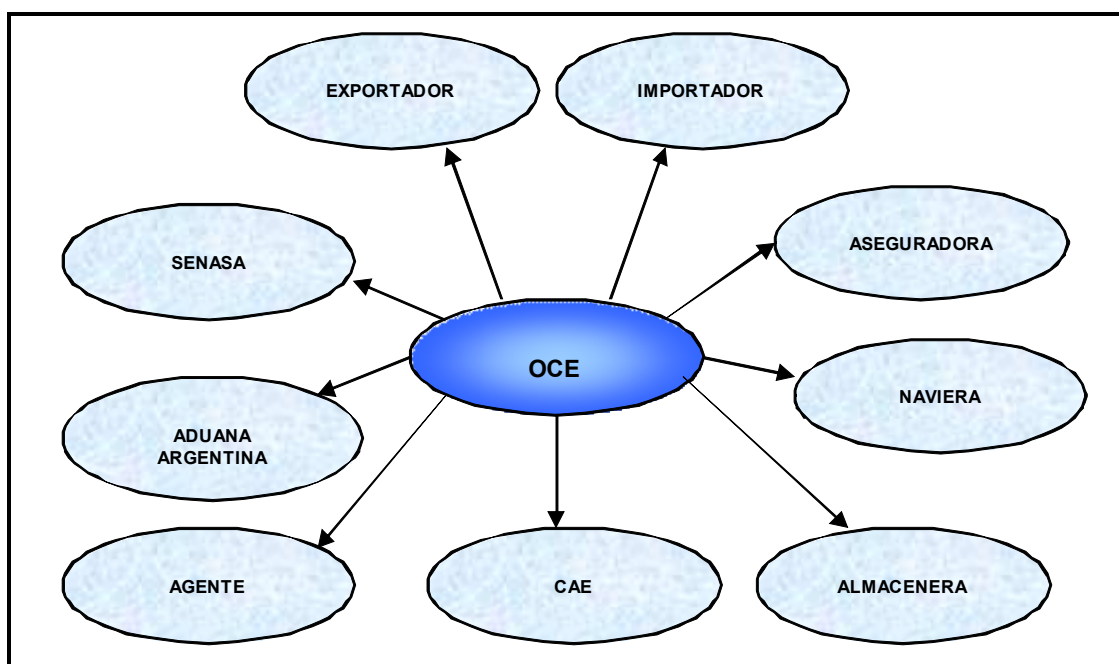 EXPORTADOR
IMPORTADOR
SENASA
ASEGURADORA
OCE
NAVIERA
ADUANA
ARGENTINA
AGENTE
CAE
ALMACENERA